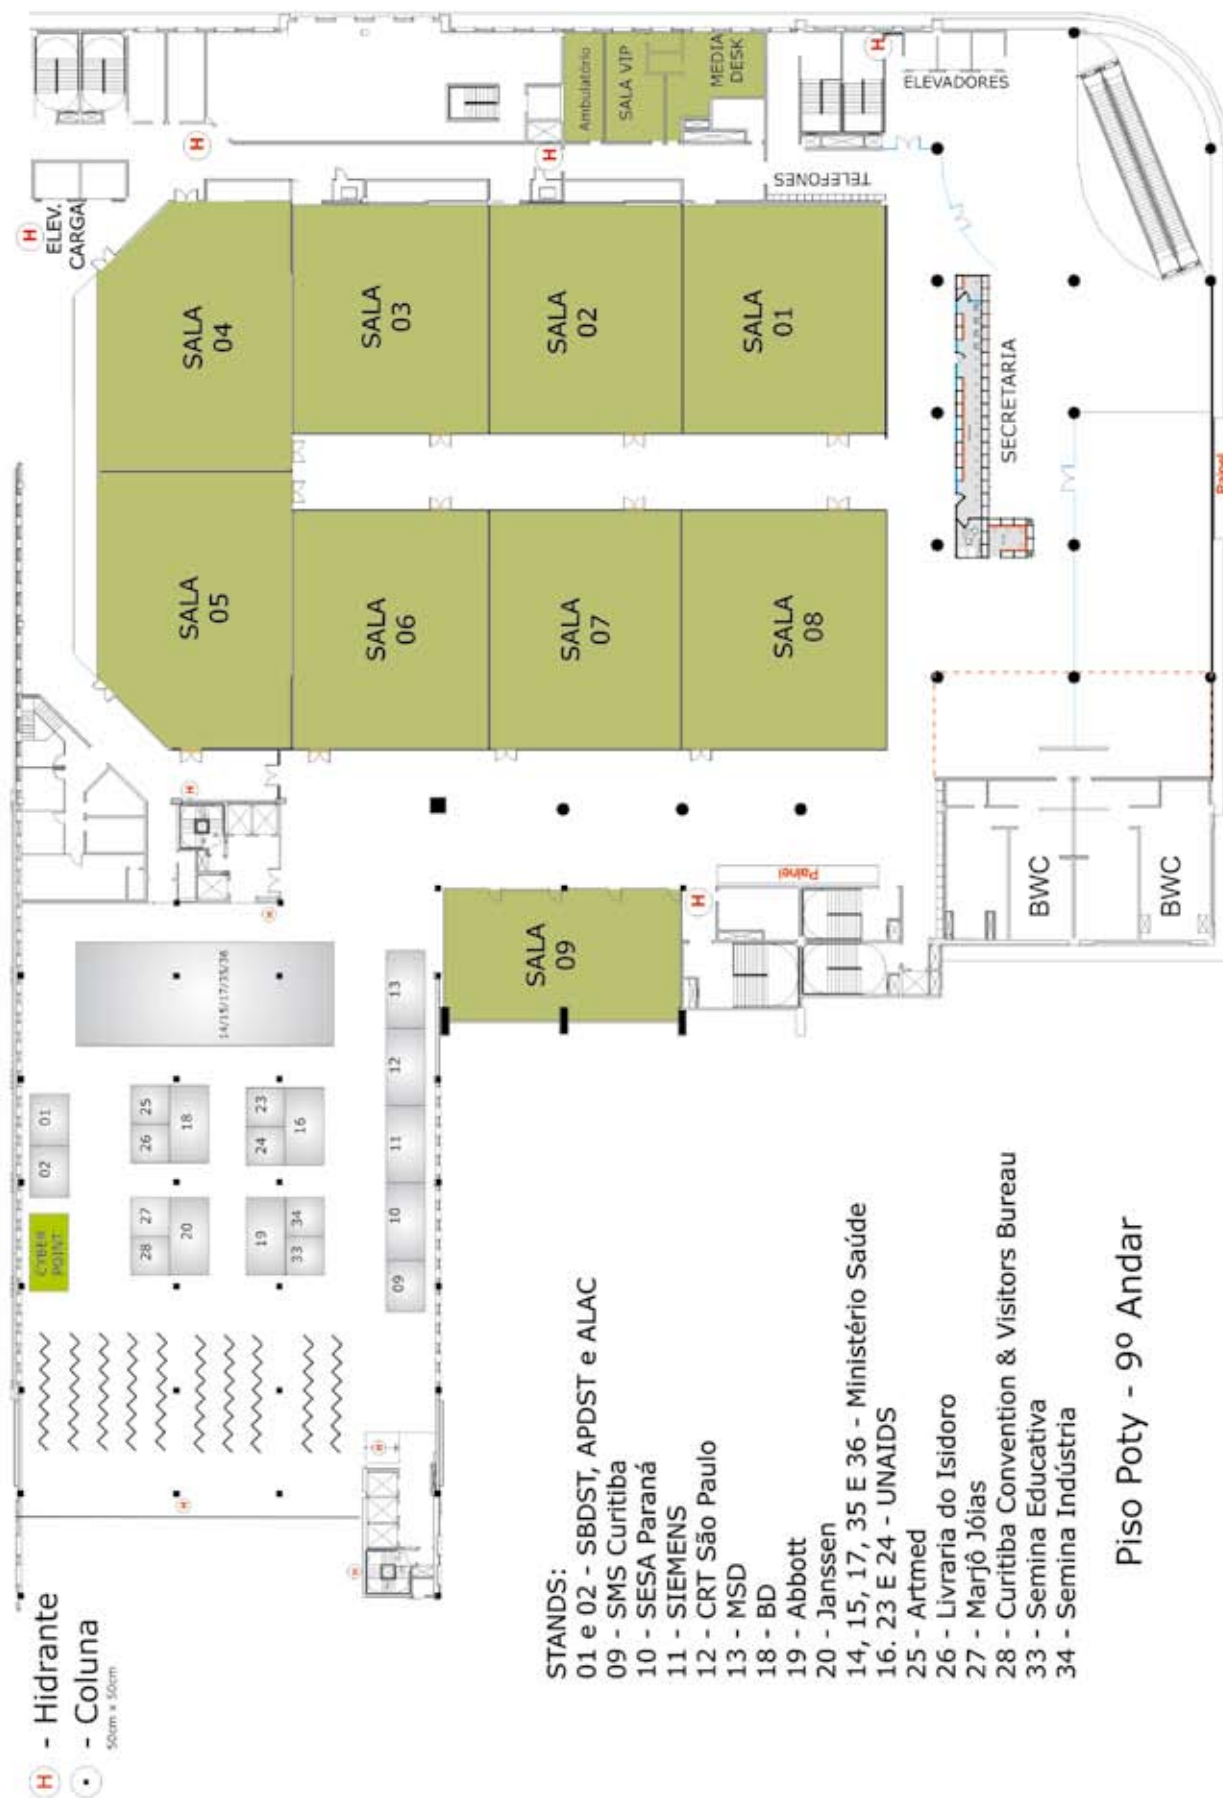 H - Hidrante
- Coluna
50cm x 50cm
CYBER
POINT
02
01
28
27
26
25
20
18
14/15/17/35/36
19
33
34
24
23
16
09
10
11
12
13
SALA
09
SALA
05
SALA
04
SALA
06
SALA
03
SALA
07
SALA
02
SALA
08
SALA
01
H
ELEV.
CARGA
H
H
H
H
H
H
H
H
H
H
Ambulatório
SALA VIP
MEDIA
DESK
TELEFONES
ELEVADORES
SECRETARIA
Painel
Painel
BWC
BWC
STANDS:
01 e 02 - SBDST, APDST e ALAC
09 - SMS Curitiba
10 - SESA Paraná
11 - SIEMENS
12 - CRT São Paulo
13 - MSD
18 - BD
19 - Abbott
20 - Janssen
14, 15, 17, 35 E 36 - Ministério Saúde
16. 23 E 24 - UNAIDS
25 - Artmed
26 - Livraria do Isidoro
27 - Marjô Jóias
28 - Curitiba Convention & Visitors Bureau
33 - Semina Educativa
34 - Semina Indústria
Piso Poty - 9º Andar